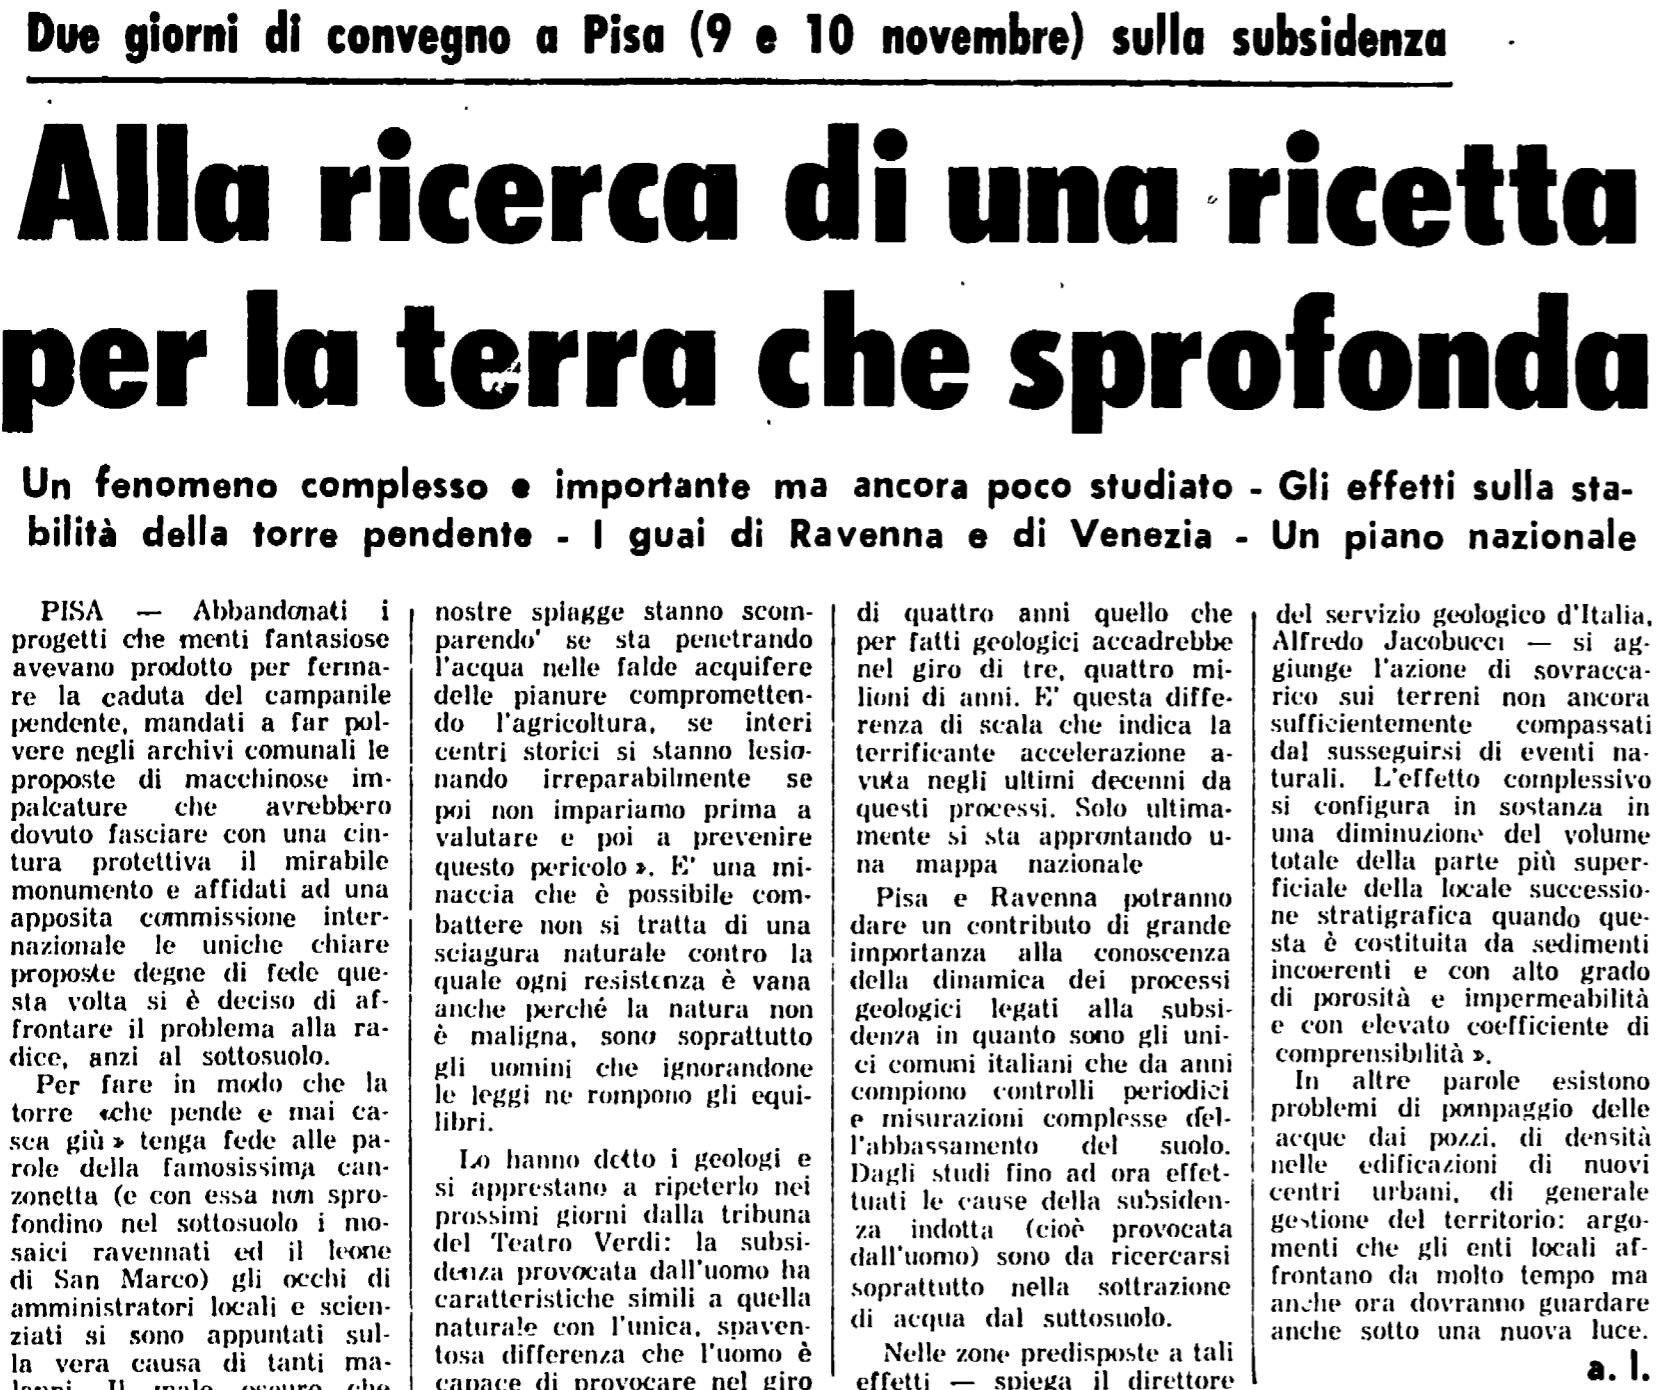 Due giorni di convegno a Pisa (9 e 10 novembre) sulla subsidenza
Alla ricerca di una ricetta
per la terra che sprofonda
Un fenomeno complesso e importante ma ancora poco studiato - Gli effetti sulla sta-
bilità della torre pendente - I guai di Ravenna e di Venezia - Un piano nazionale
PISA — Abbandonati i
progetti che menti fantasiose
avevano prodotto per ferma-
re la caduta del campanile
pendente, mandati a far pol-
vere negli archivi comunali le
proposte di macchinose im-
palcature che avrebbero
dovuto fasciare con una cin-
tura protettiva il mirabile
monumento e affidati ad una
apposita commissione inter-
nazionale le uniche chiare
proposte degne di fede que-
sta volta si è deciso di af-
frontare il problema alla ra-
dice, anzi al sottosuolo.
Per fare in modo che la
torre «che pende e mai ca-
sca giù» tenga fede alle pa-
role della famosissima can-
zonetta (e con essa non spro-
fondino nel sottosuolo i mo-
saici ravennati ed il leone
di San Marco) gli occhi di
amministratori locali e scien-
ziati si sono appuntati sul-
la vera causa di tanti ma-
lanni. Il male oscuro che
nostre spiagge stanno scom-
parendo' se sta penetrando
l'acqua nelle falde acquifere
delle pianure compromettен-
do l'agricoltura, se interi
centri storici si stanno lesio-
nando irreparabilmente se
poi non impariamo prima a
valutare e poi a prevenire
questo pericolo». E' una mi-
naccia che è possibile com-
battere non si tratta di una
sciagura naturale contro la
quale ogni resistenza è vana
anche perché la natura non
è maligna, sono soprattutto
gli uomini che ignorandone
le leggi ne rompono gli equi-
libri.
Lo hanno detto i geologi e
si apprestano a ripeterlo nei
prossimi giorni dalla tribuna
del Teatro Verdi: la subsi-
denza provocata dall'uomo ha
caratteristiche simili a quella
naturale con l'unica, spaven-
tosa differenza che l'uomo è
capace di provocare nel giro
di quattro anni quello che
per fatti geologici accadrebbe
nel giro di tre, quattro mi-
lioni di anni. E' questa diffe-
renza di scala che indica la
terrificante accelerazione a-
vuta negli ultimi decenni da
questi processi. Solo ultima-
mente si sta approntando u-
na mappa nazionale
Pisa e Ravenna potranno
dare un contributo di grande
importanza alla conoscenza
della dinamica dei processi
geologici legati alla subsi-
denza in quanto sono gli uni-
ci comuni italiani che da anni
compiono controlli periodici
e misurazioni complesse del-
l'abbassamento del suolo.
Dagli studi fino ad ora effet-
tuati le cause della subsiden-
za indotta (cioè provocata
dall'uomo) sono da ricercarsi
soprattutto nella sottrazione
di acqua dal suttosuolo.
Nelle zone predisposte a tali
effetti — spiega il direttore
del servizio geologico d'Italia,
Alfredo Jacobucci — si ag-
giunge l'azione di sovracca-
rico sui terreni non ancora
sufficientemente compassati
dal susseguirsi di eventi na-
turali. L'effetto complessivo
si configura in sostanza in
una diminuzione del volume
totale della parte più super-
ficiale della locale successio-
ne stratigrafica quando que-
sta è costituita da sedimenti
incoerenti e con alto grado
di porosità e impermeabilità
e con elevato coefficiente di
comprensibilità».
In altre parole esistono
problemi di pompaggio delle
acque dai pozzi, di densità
nelle edificazioni di nuovi
centri urbani, di generale
gestione del territorio: argo-
menti che gli enti locali af-
frontano da molto tempo ma
anche ora dovranno guardare
anche sotto una nuova luce.
a. l.